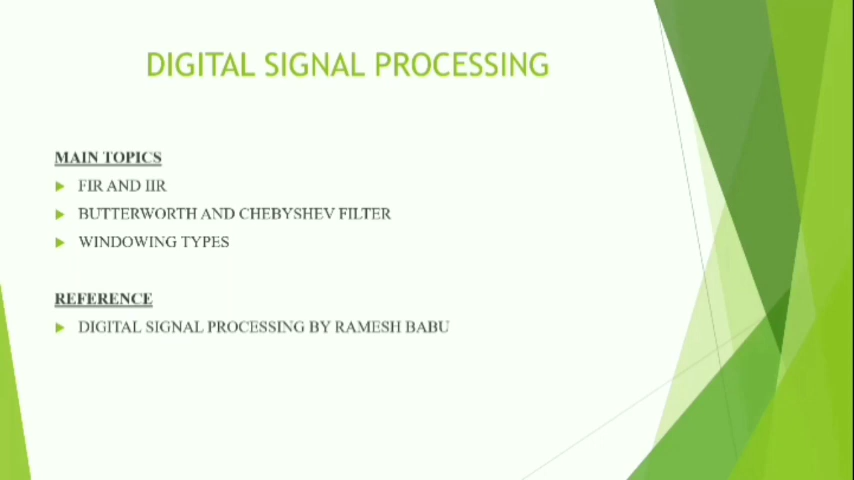 DIGITAL SIGNAL PROCESSING
MAIN TOPICS
FIR AND IIR
BUTTERWORTH AND CHEBYSHEV FILTER
WINDOWING TYPES
REFERENCE
DIGITAL SIGNAL PROCESSING BY RAMESH BABU